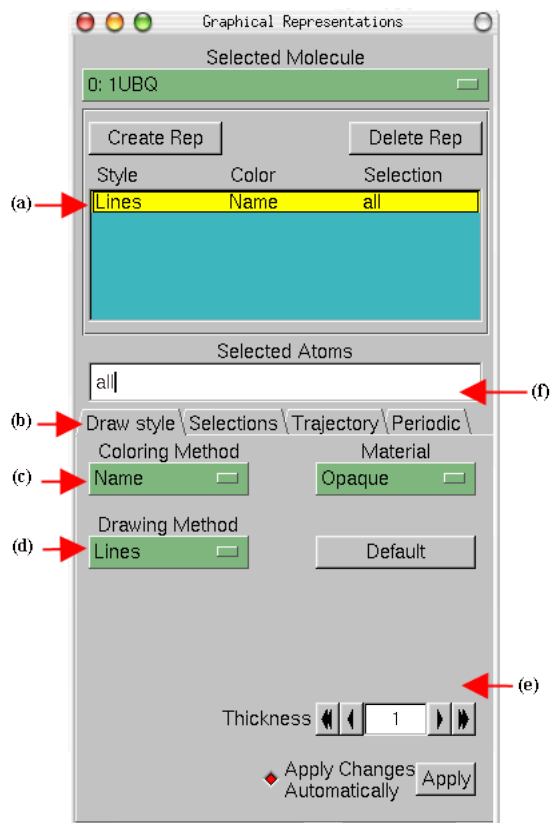 Graphical Representations
Selected Molecule
0: 1UBQ
Create Rep Delete Rep
Style Color Selection
(a) Lines Name all
Selected Atoms
all (f)
(b) Draw style Selections Trajectory Periodic
Coloring Method Material
(c) Name Opaque
Drawing Method
(d) Lines Default
(e)
Thickness 1
Apply Changes
Automatically Apply